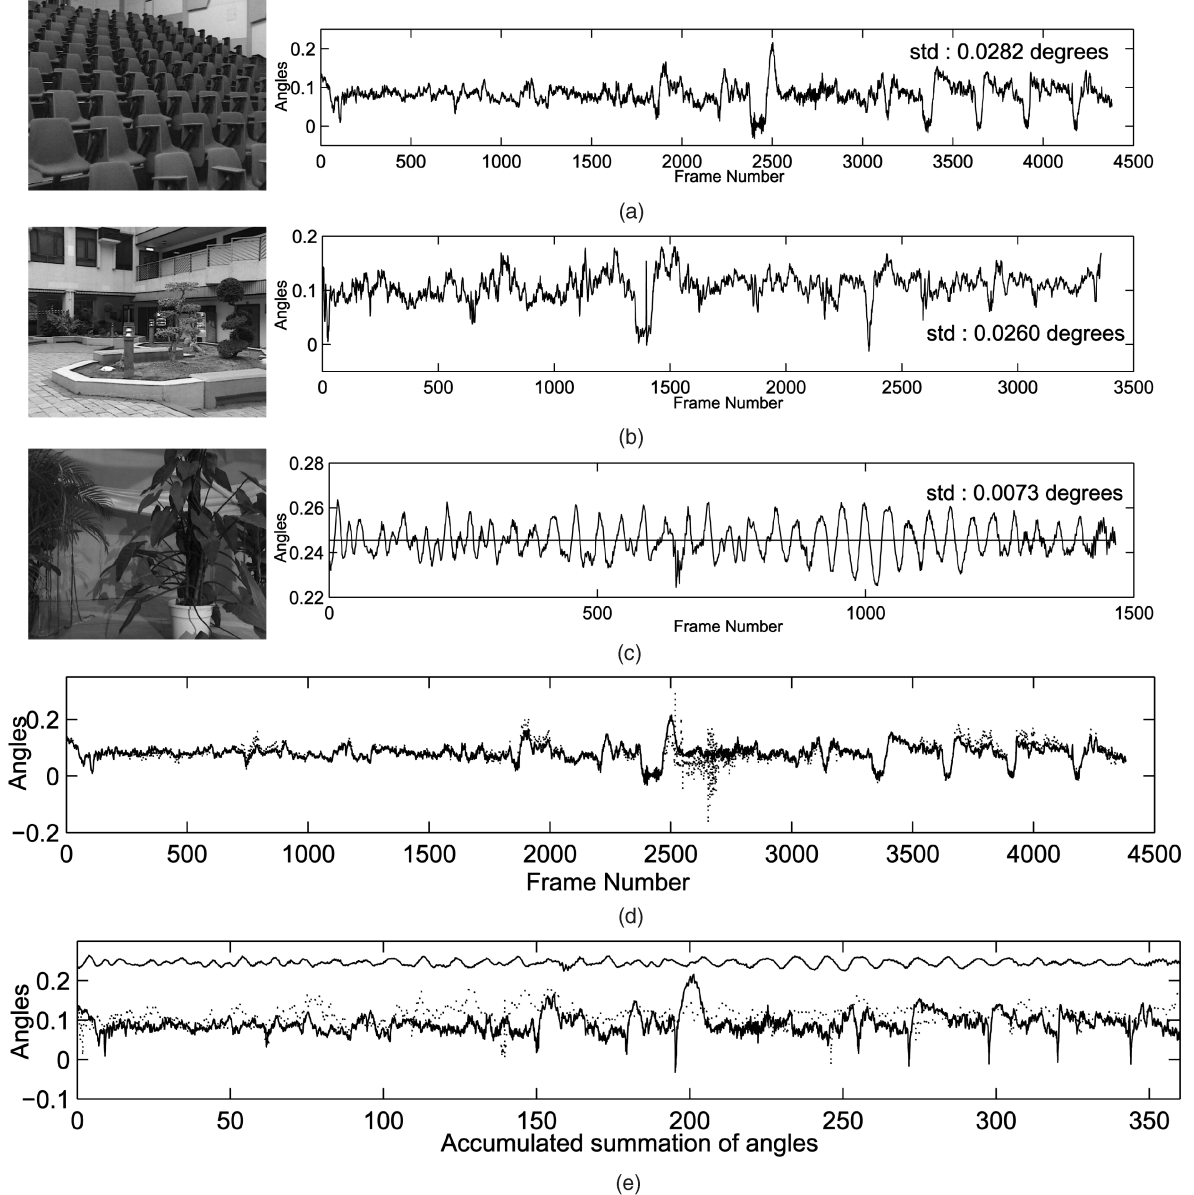 std : 0.0282 degrees
0.2
0.1
0
Angles
0 500 1000 1500 2000 2500 3000 3500 4000 4500
Frame Number
(a)
0.2
0.1
0
Angles
std : 0.0260 degrees
0 500 1000 1500 2000 2500 3000 3500
Frame Number
(b)
0.28
0.26
0.24
0.22
Angles
std : 0.0073 degrees
0 500 1000 1500
Frame Number
(c)
0.2
0
−0.2
Angles
0 500 1000 1500 2000 2500 3000 3500 4000 4500
Frame Number
(d)
0.2
0.1
0
−0.1
Angles
0 50 100 150 200 250 300 350
Accumulated summation of angles
(e)